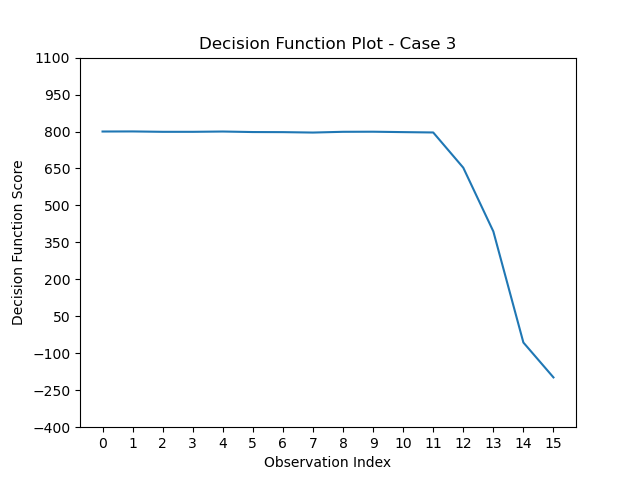 Decision Function Plot - Case 3
1100
950
800
650
500
350
200
50
−100
−250
−400
Decision Function Score
0 1 2 3 4 5 6 7 8 9 10 11 12 13 14 15
Observation Index